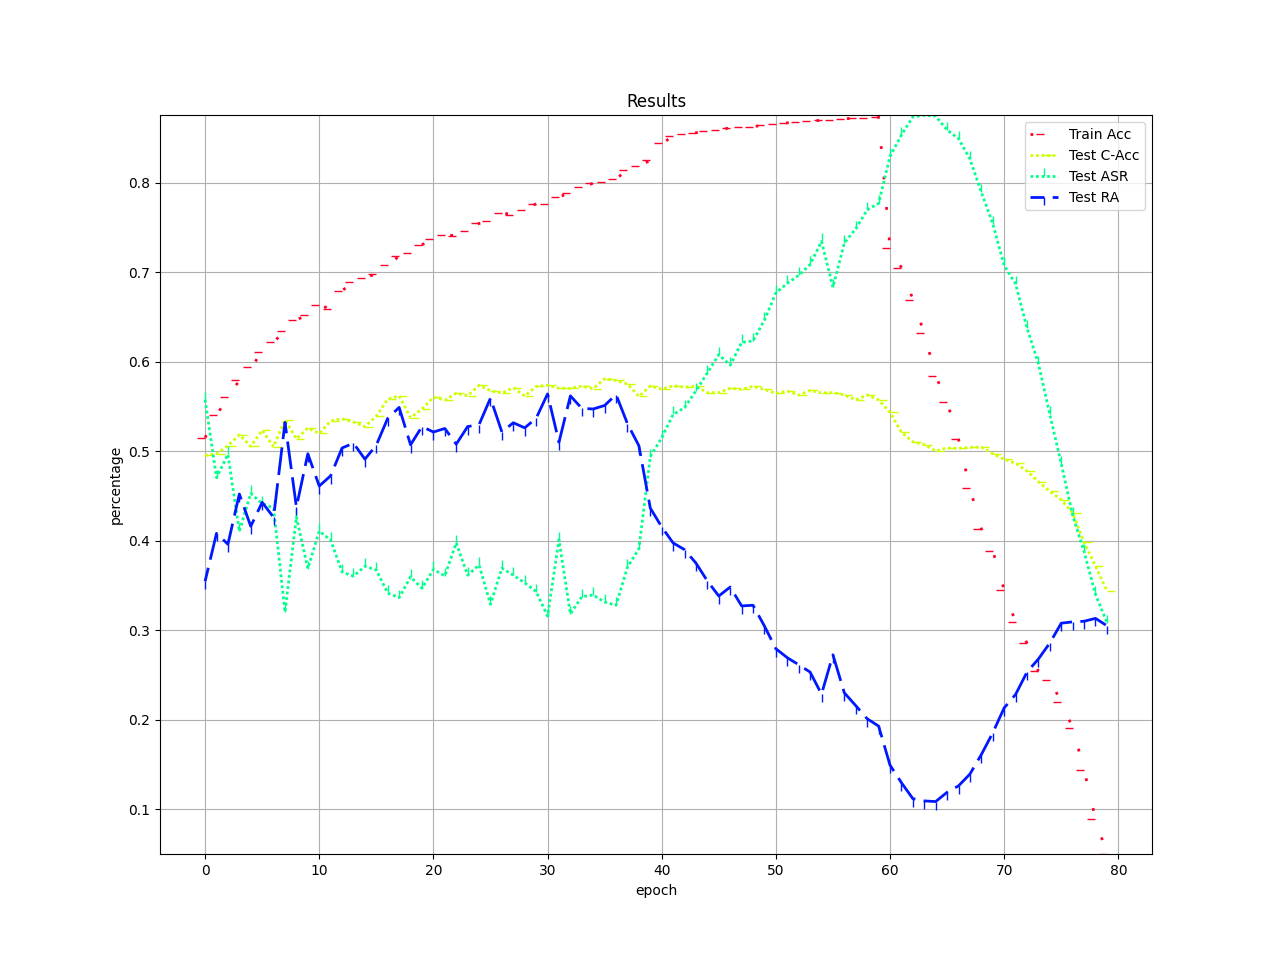 Results
Train Acc
Test C-Acc
Test ASR
Test RA
percentage
0.8
0.7
0.6
0.5
0.4
0.3
0.2
0.1
0 10 20 30 40 50 60 70 80
epoch